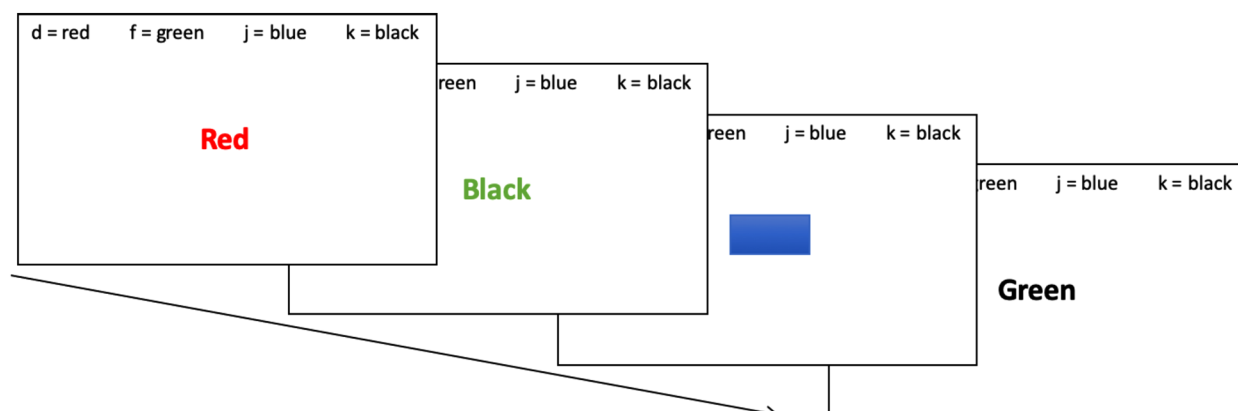 d = red f = green j = blue k = black
Red
reen j = blue k = black
Black
reen j = blue k = black
reen j = blue k = black
Green